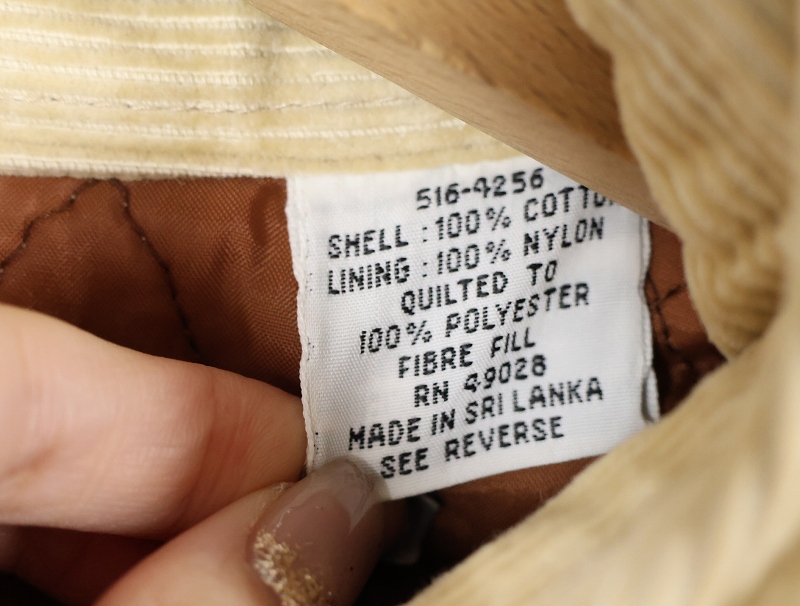 516-4256
SHELL : 100% COTTO
LINING : 100% NYLON
QUILTED TO
100% POLYESTER
FIBRE FILL
RN 49028
MADE IN SRI LANKA
SEE REVERSE